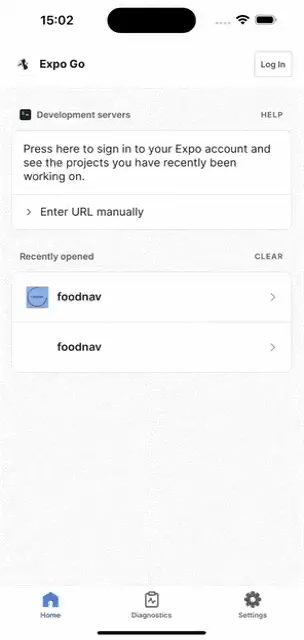 15:02
Expo Go
Log In
Development servers
HELP
Press here to sign in to your Expo account and
see the projects you have recently been
working on.
Enter URL manually
Recently opened
CLEAR
foodnav
foodnav
Home
Diagnostics
Settings